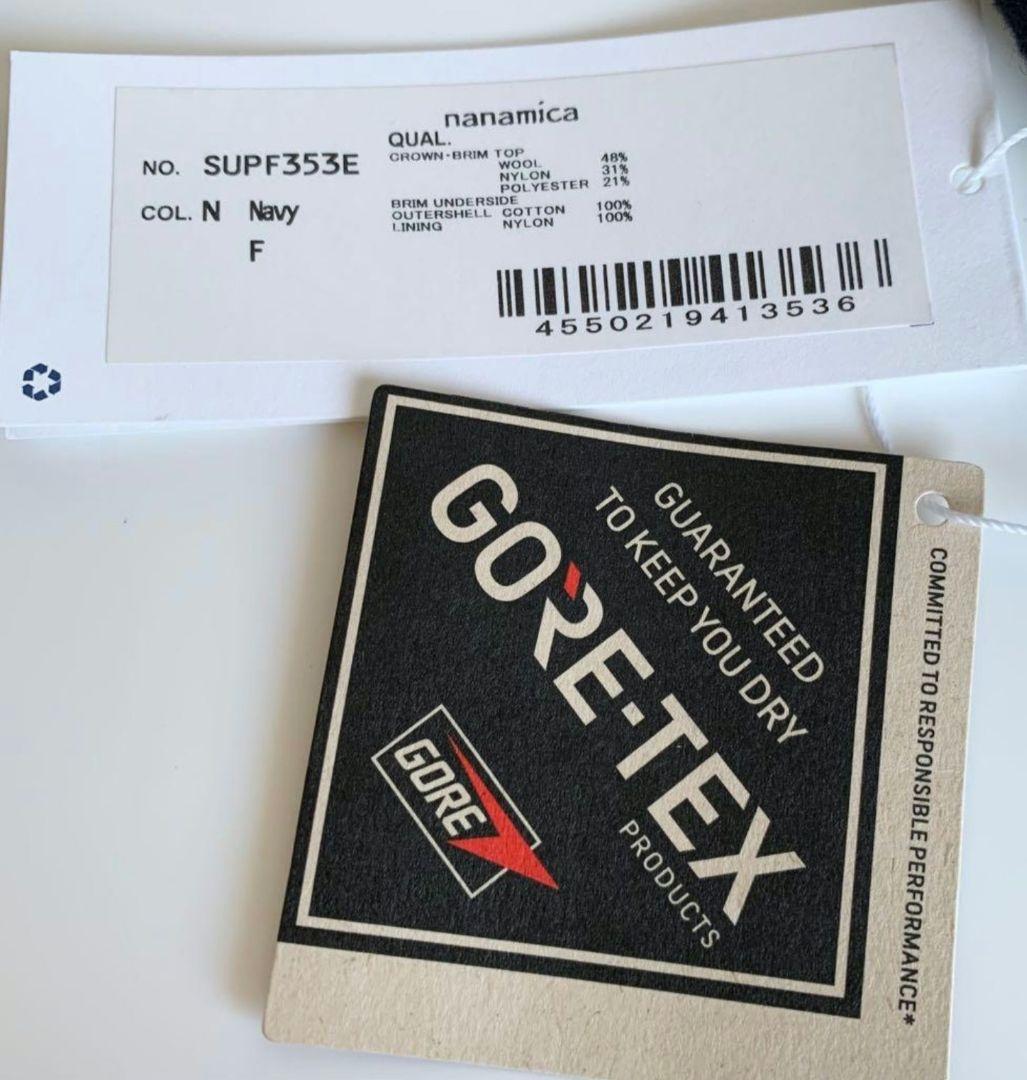 nanamica
NO. SUPF353E
COL. N Navy
F
QUAL.
CROWN·BRIM TOP
WOOL 48%
NYLON 31%
POLYESTER 21%
BRIM UNDERSIDE
OUTERSHELL COTTON 100%
LINING NYLON 100%
4550219413536
GUARANTEED
TO KEEP YOU DRY
GORE-TEX
PRODUCTS
GORE
COMMITTED TO RESPONSIBLE PERFORMANCE*